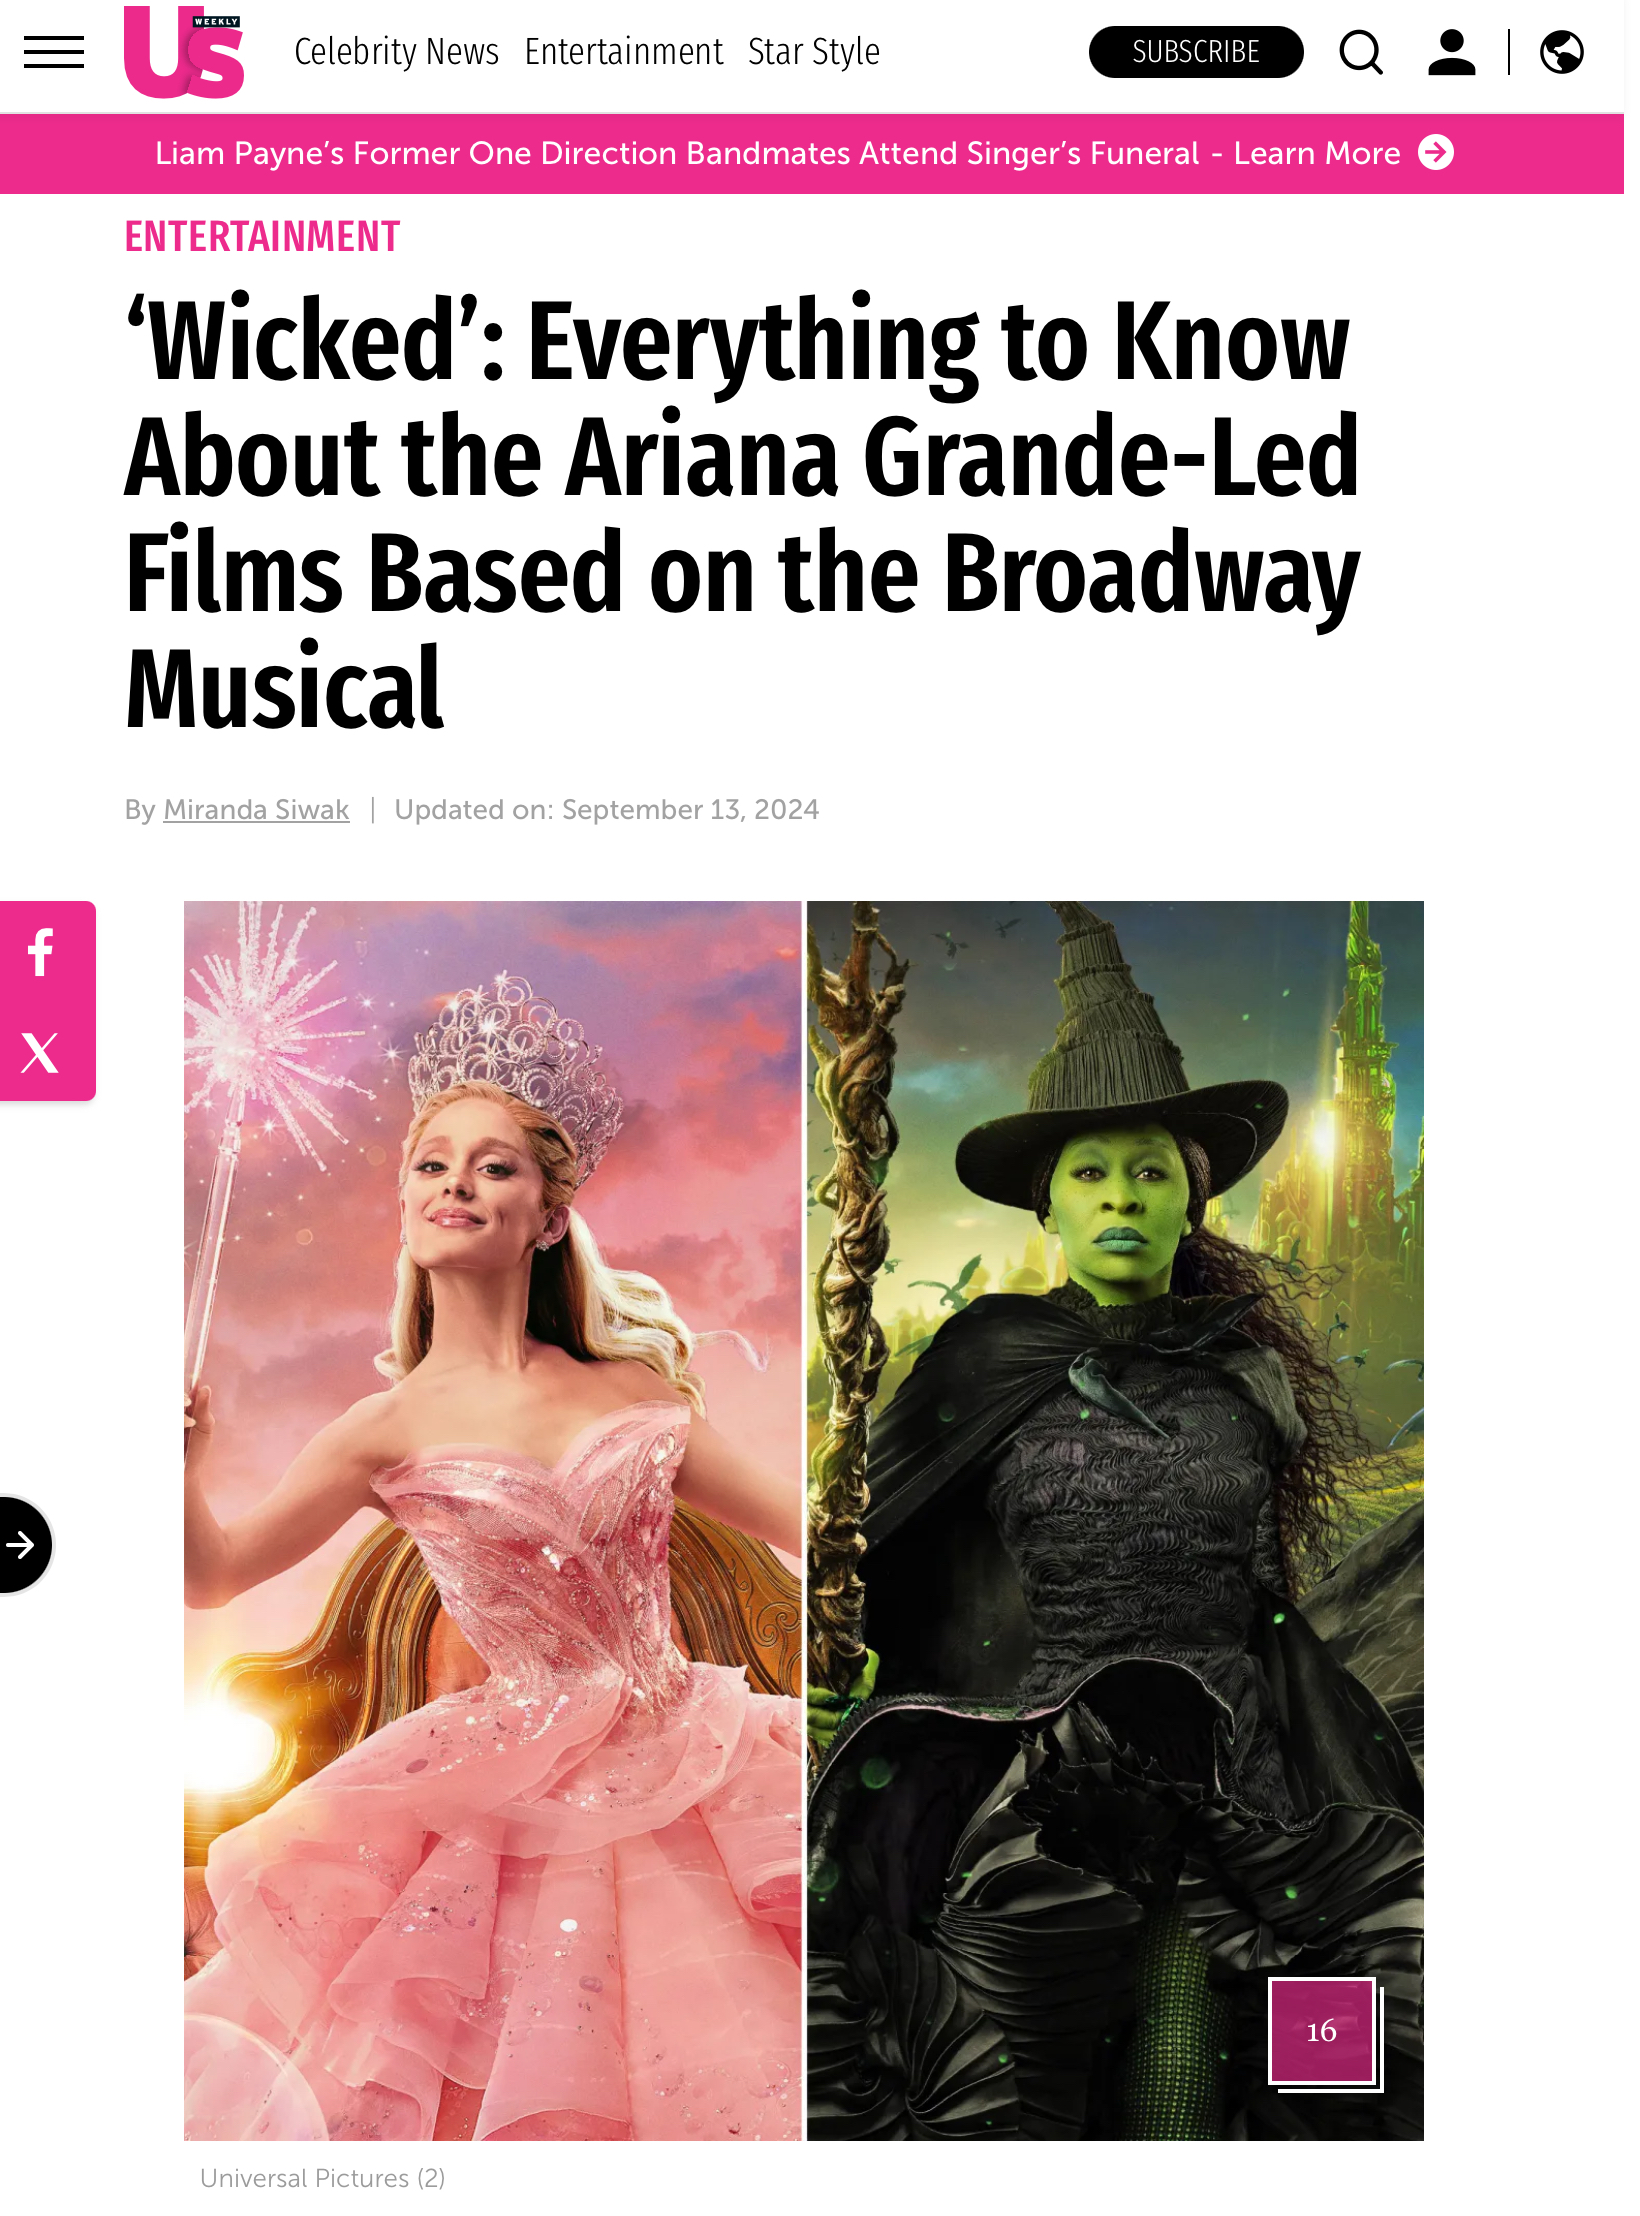 Us
WEEKLY
Celebrity News Entertainment Star Style SUBSCRIBE
Liam Payne’s Former One Direction Bandmates Attend Singer’s Funeral - Learn More
ENTERTAINMENT
‘Wicked’: Everything to Know
About the Ariana Grande-Led
Films Based on the Broadway
Musical
By Miranda Siwak | Updated on: September 13, 2024
f
X
16
Universal Pictures (2)